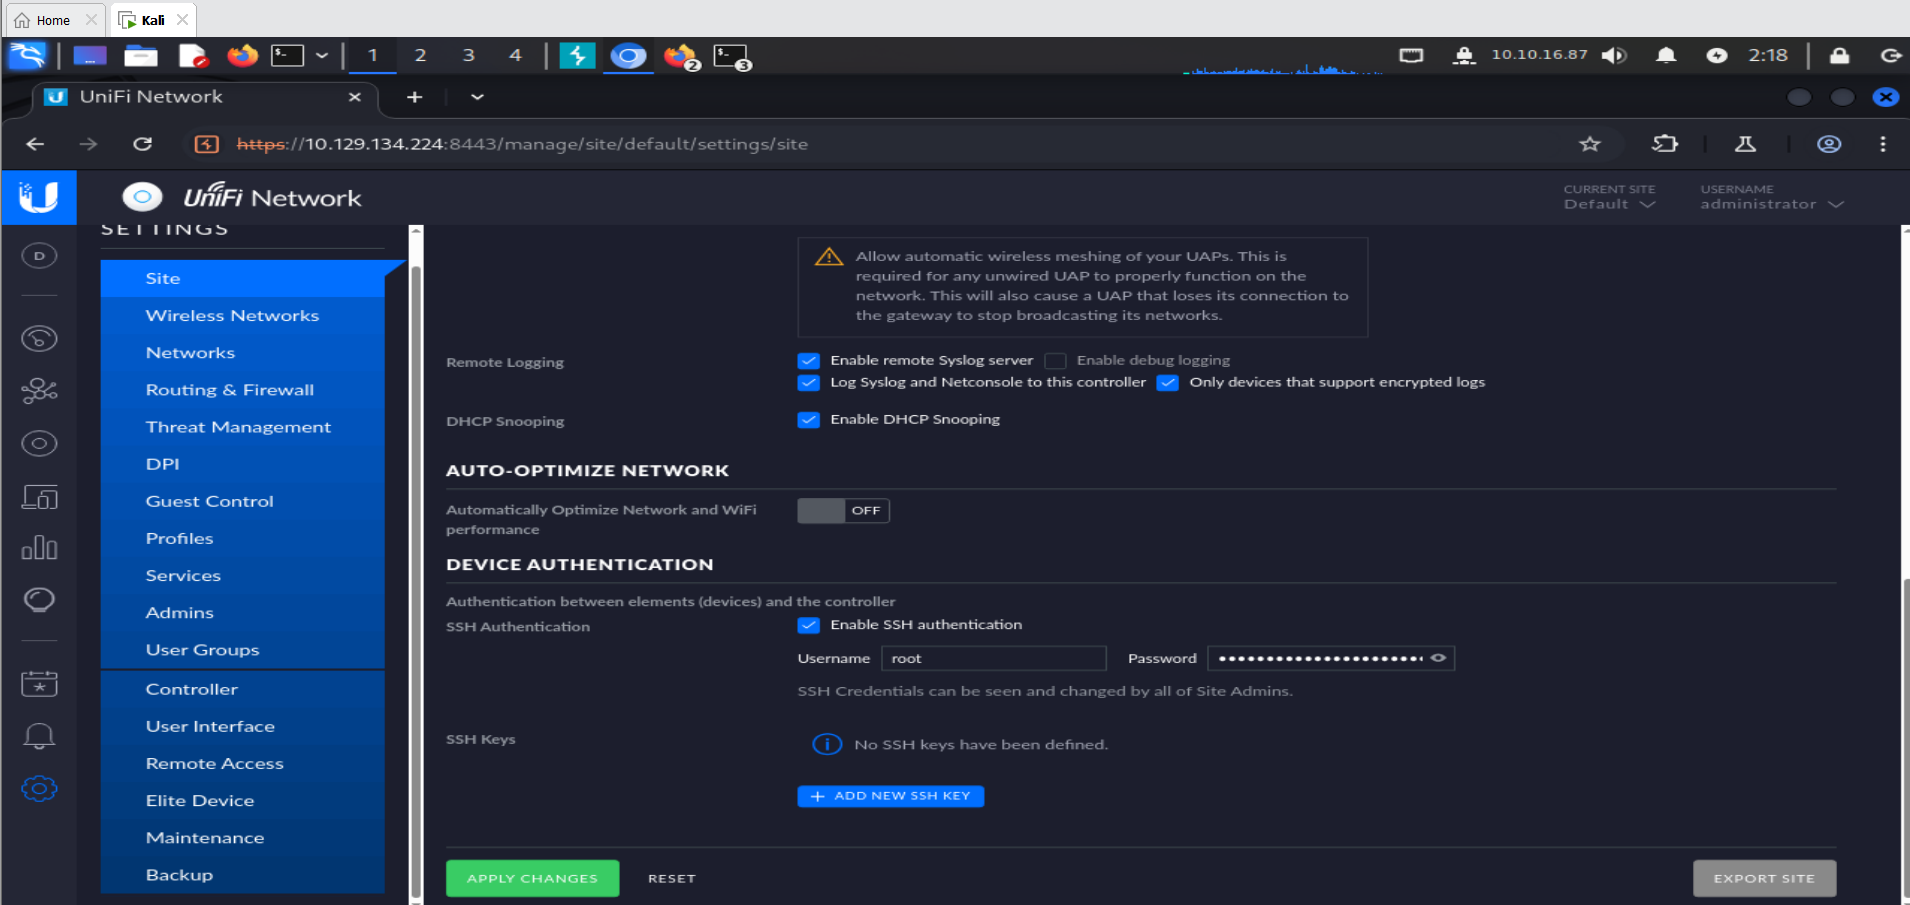 Home
Kali
1 2 3 4
2
3
10.10.16.87
2:18
UniFi Network
https://10.129.134.224:8443/manage/site/default/settings/site
UniFi Network
CURRENT SITE
Default
USERNAME
administrator
SETTINGS
D
Site
Wireless Networks
Networks
Routing & Firewall
Threat Management
DPI
Guest Control
Profiles
Services
Admins
User Groups
Controller
User Interface
Remote Access
Elite Device
Maintenance
Backup
Allow automatic wireless meshing of your UAPs. This is
required for any unwired UAP to properly function on the
network. This will also cause a UAP that loses its connection to
the gateway to stop broadcasting its networks.
Remote Logging
Enable remote Syslog server Enable debug logging
Log Syslog and Netconsole to this controller Only devices that support encrypted logs
DHCP Snooping
Enable DHCP Snooping
AUTO-OPTIMIZE NETWORK
Automatically Optimize Network and WiFi
performance
OFF
DEVICE AUTHENTICATION
Authentication between elements (devices) and the controller
SSH Authentication
Enable SSH authentication
Username root Password
SSH Credentials can be seen and changed by all of Site Admins.
SSH Keys
No SSH keys have been defined.
+ ADD NEW SSH KEY
APPLY CHANGES RESET EXPORT SITE